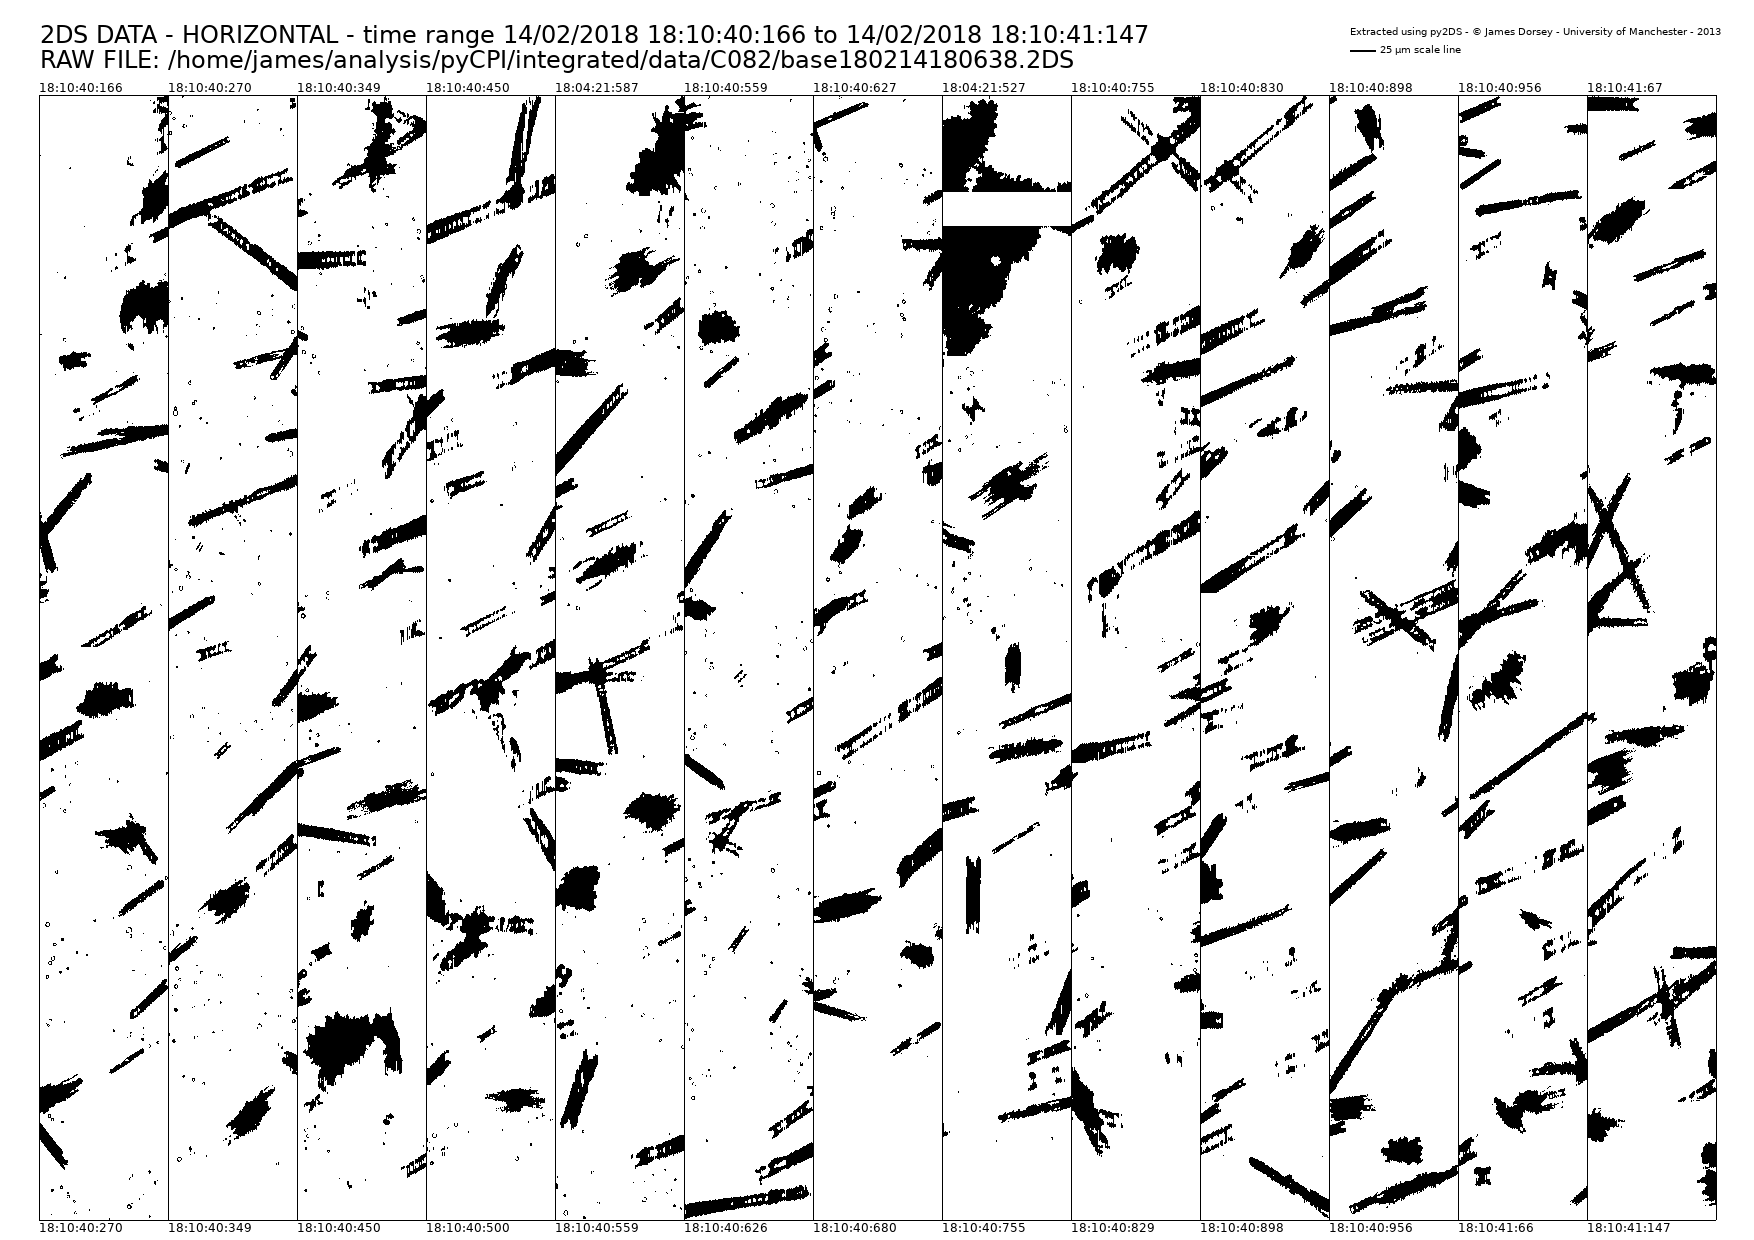 2DS DATA - HORIZONTAL - time range 14/02/2018 18:10:40:166 to 14/02/2018 18:10:41:147
RAW FILE: /home/james/analysis/pyCPI/integrated/data/C082/base180214180638.2DS
Extracted using py2DS - © James Dorsey - University of Manchester - 2013
25 µm scale line
18:10:40:166 18:10:40:270 18:10:40:349 18:10:40:450 18:04:21:587 18:10:40:559 18:10:40:627 18:04:21:527 18:10:40:755 18:10:40:830 18:10:40:898 18:10:40:956 18:10:41:67
18:10:40:270 18:10:40:349 18:10:40:450 18:10:40:500 18:10:40:559 18:10:40:626 18:10:40:680 18:10:40:755 18:10:40:829 18:10:40:898 18:10:40:956 18:10:41:66 18:10:41:147